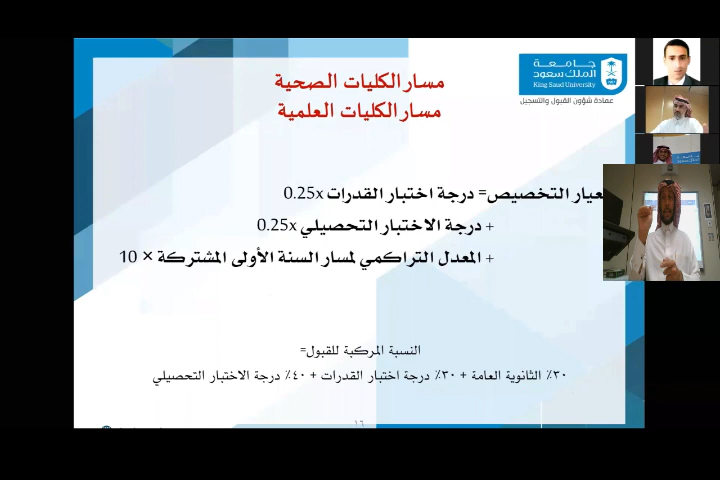 جامعة
الملك سعود
King Saud University
عمادة شؤون القبول والتسجيل
مسار الكليات الصحية
مسار الكليات العلمية
التخصيص= درجة اختبار القدرات 0.25x
+ درجة الاختبار التحصيلي 0.25x
+ المعدل التراكمي لمسار السنة الأولى المشتركة × 10
النسبة المركبة للقبول=
٣٠٪ الثانوية العامة + ٣٠٪ درجة اختبار القدرات + ٤٠٪ درجة الاختبار التحصيلي
١٦